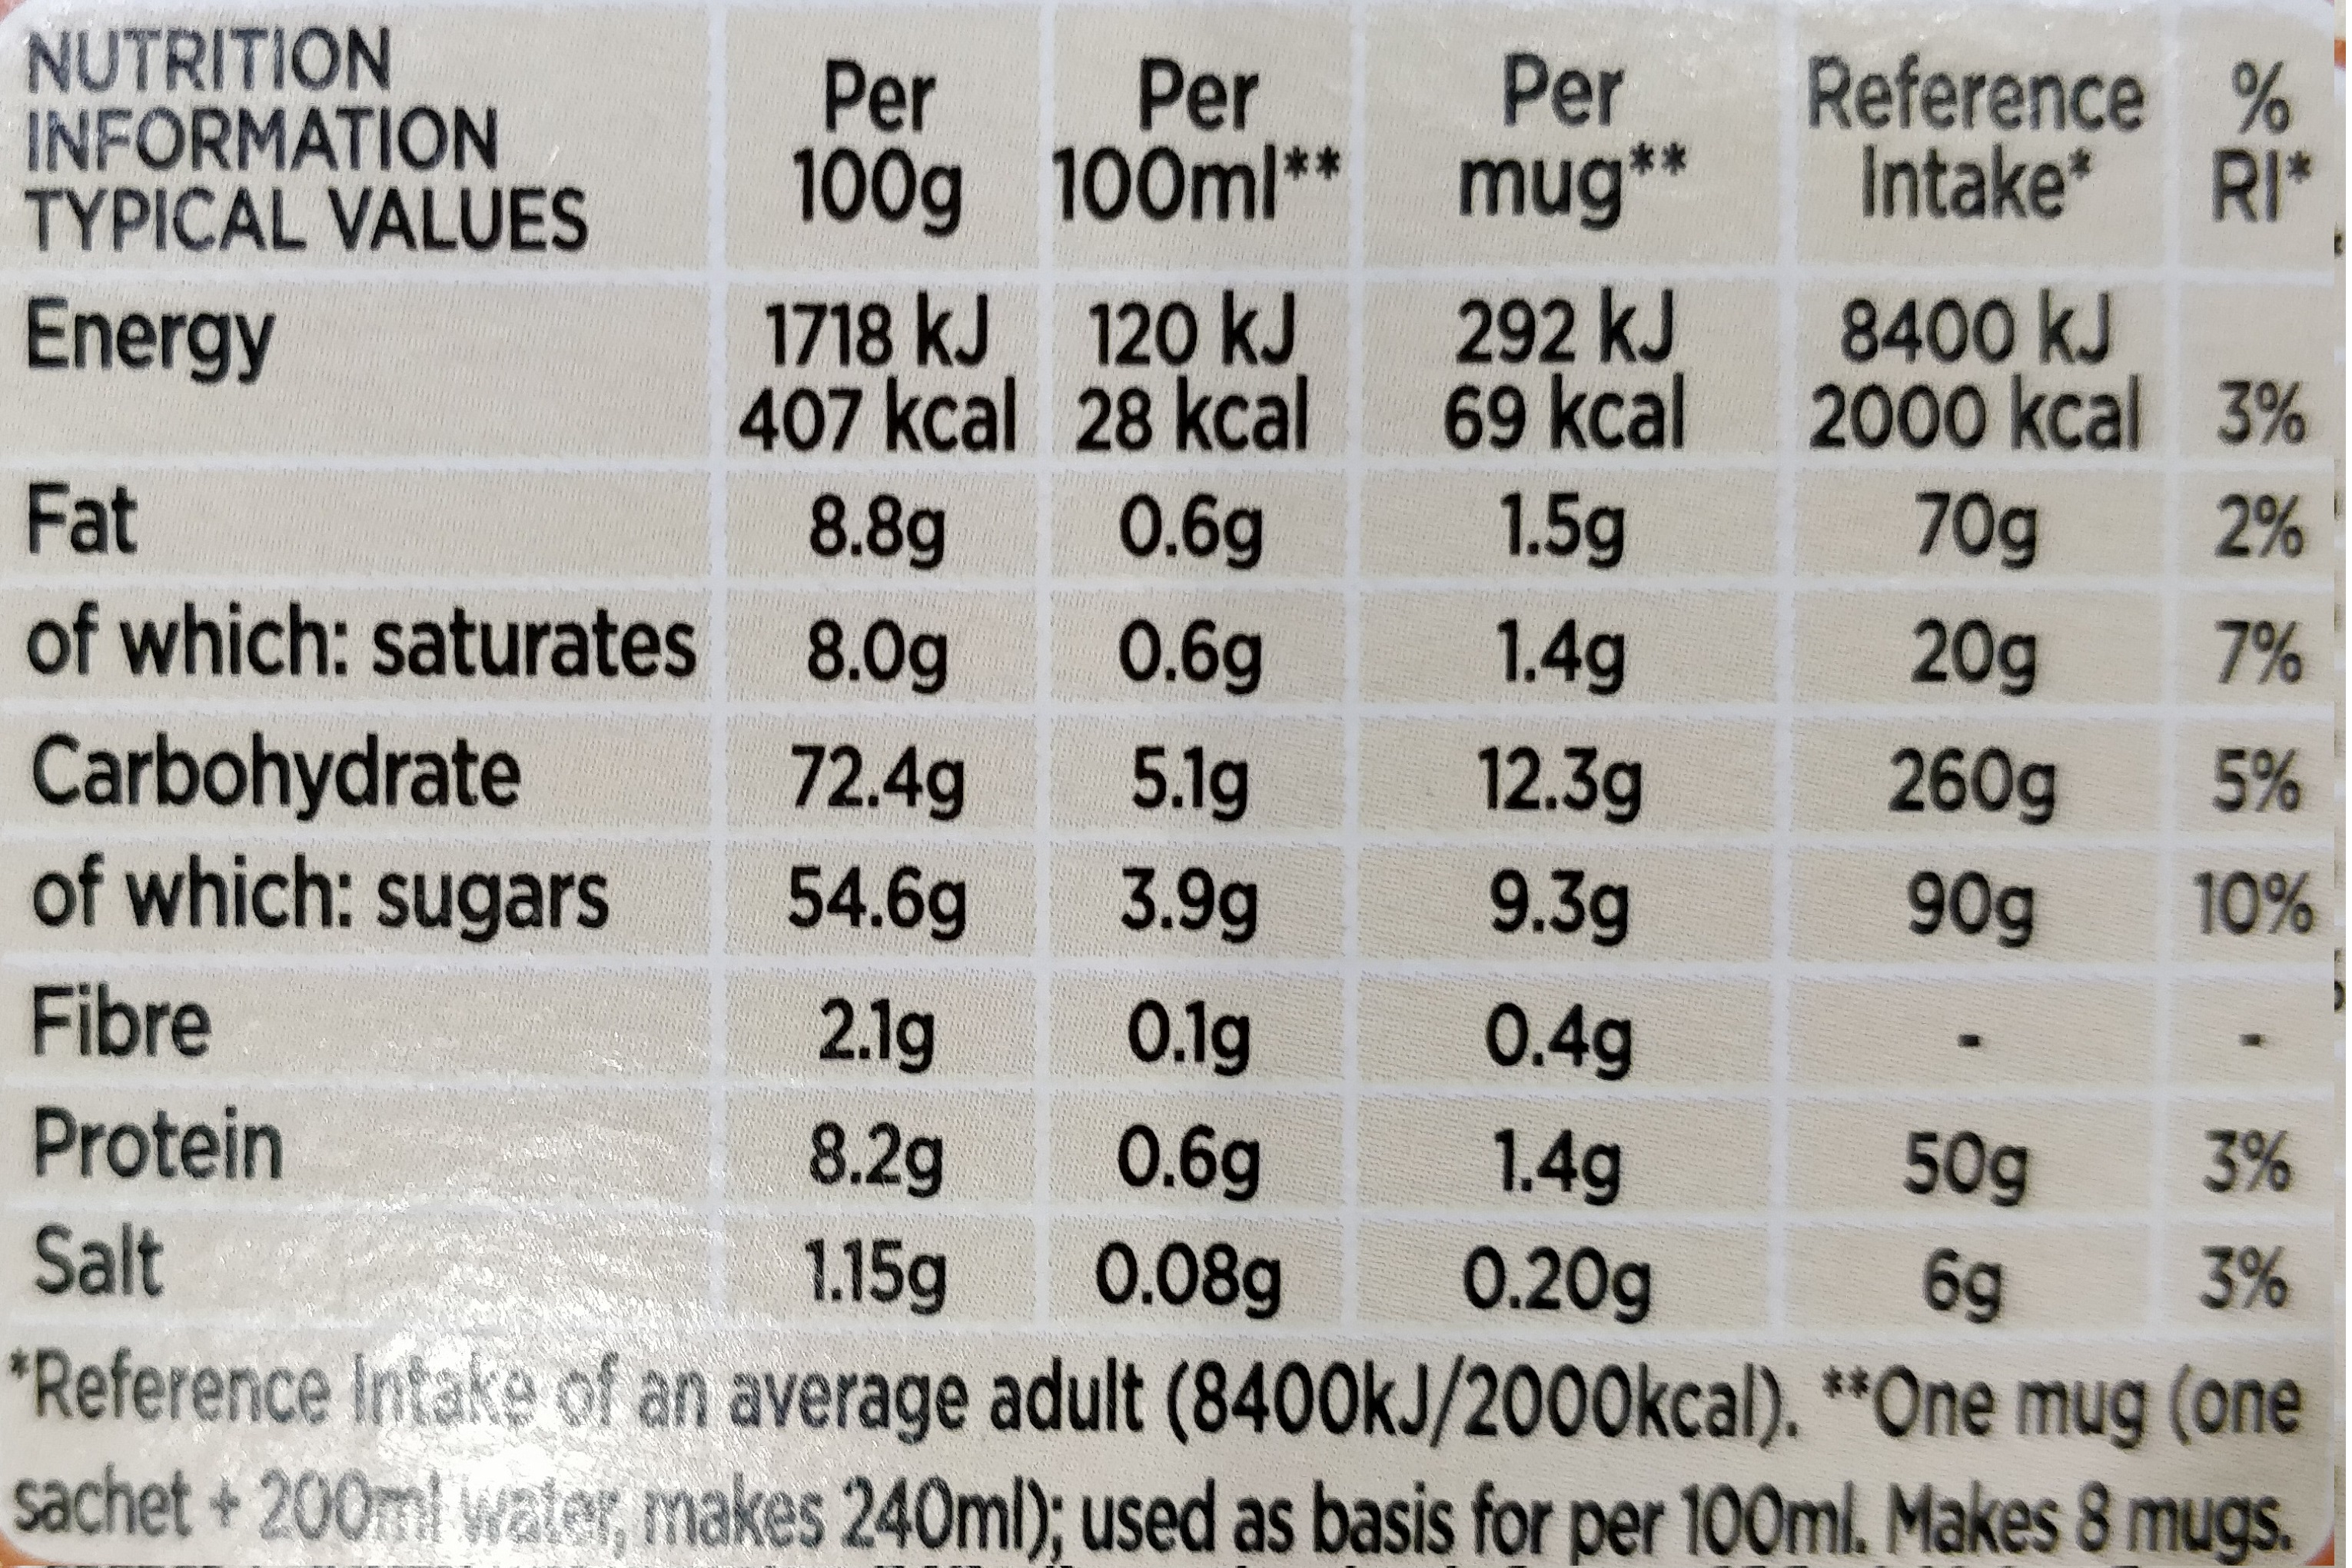 NUTRITION
INFORMATION
TYPICAL VALUES Per 100g Per 100ml** Per mug** Reference Intake* % RI*
Energy 1718 kJ 120 kJ 292 kJ 8400 kJ
407 kcal 28 kcal 69 kcal 2000 kcal 3%
Fat 8.8g 0.6g 1.5g 70g 2%
of which: saturates 8.0g 0.6g 1.4g 20g 7%
Carbohydrate 72.4g 5.1g 12.3g 260g 5%
of which: sugars 54.6g 3.9g 9.3g 90g 10%
Fibre 2.1g 0.1g 0.4g - -
Protein 8.2g 0.6g 1.4g 50g 3%
Salt 1.15g 0.08g 0.20g 6g 3%
*Reference Intake of an average adult (8400kJ/2000kcal). **One mug (one
sachet + 200ml water, makes 240ml); used as basis for per 100ml. Makes 8 mugs.